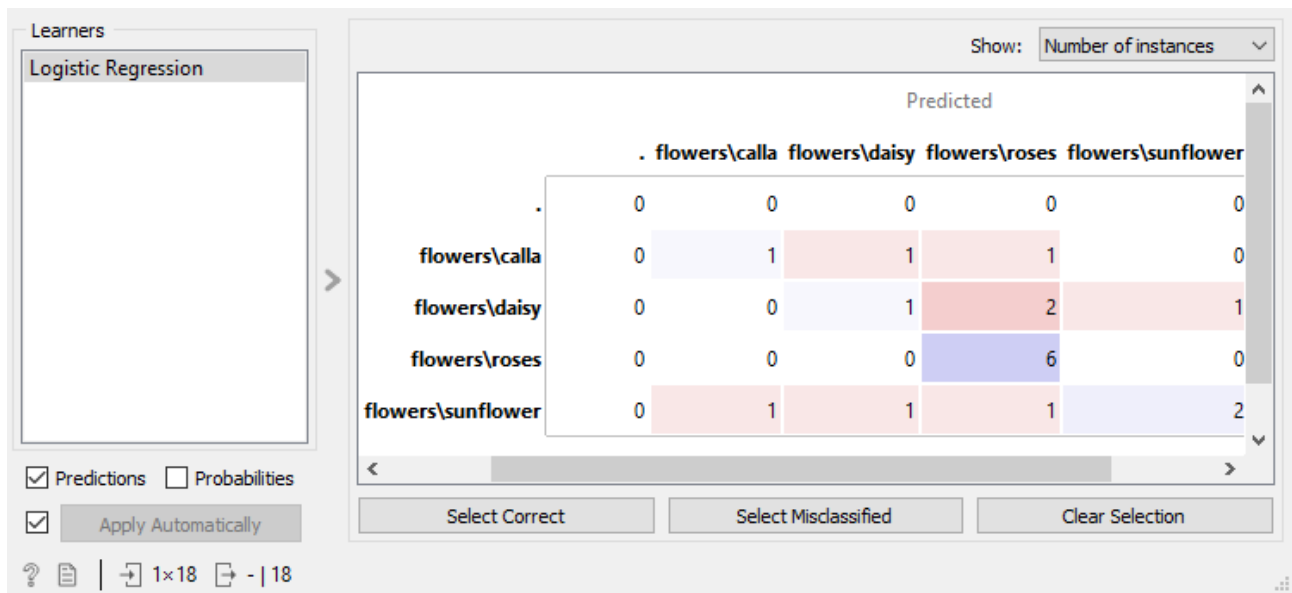 Learners
Logistic Regression
Show: Number of instances
Predicted
. flowers\calla flowers\daisy flowers\roses flowers\sunflower
. 0 0 0 0 0
flowers\calla 0 1 1 1 0
flowers\daisy 0 0 1 2 1
flowers\roses 0 0 0 6 0
flowers\sunflower 0 1 1 1 2
Predictions Probabilities
Apply Automatically
Select Correct Select Misclassified Clear Selection
? 1×18 - | 18